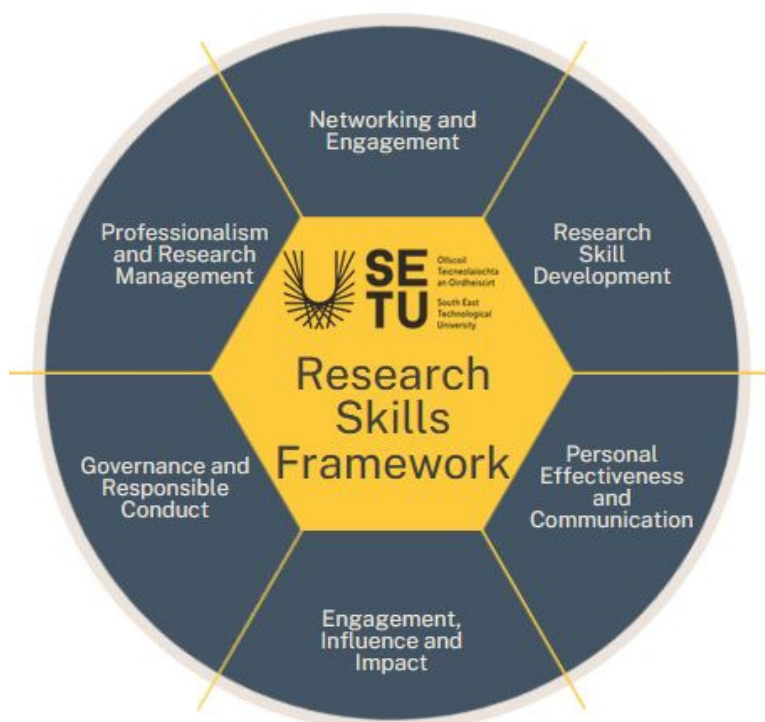 Networking and
Engagement
Research
Skill
Development
Personal
Effectiveness
and
Communication
Engagement,
Influence and
Impact
Governance and
Responsible
Conduct
Professionalism
and Research
Management
SE
TU
Ollscoil
Teicneolaíochta
an Oirdheiscirt
South East
Technological
University
Research
Skills
Framework